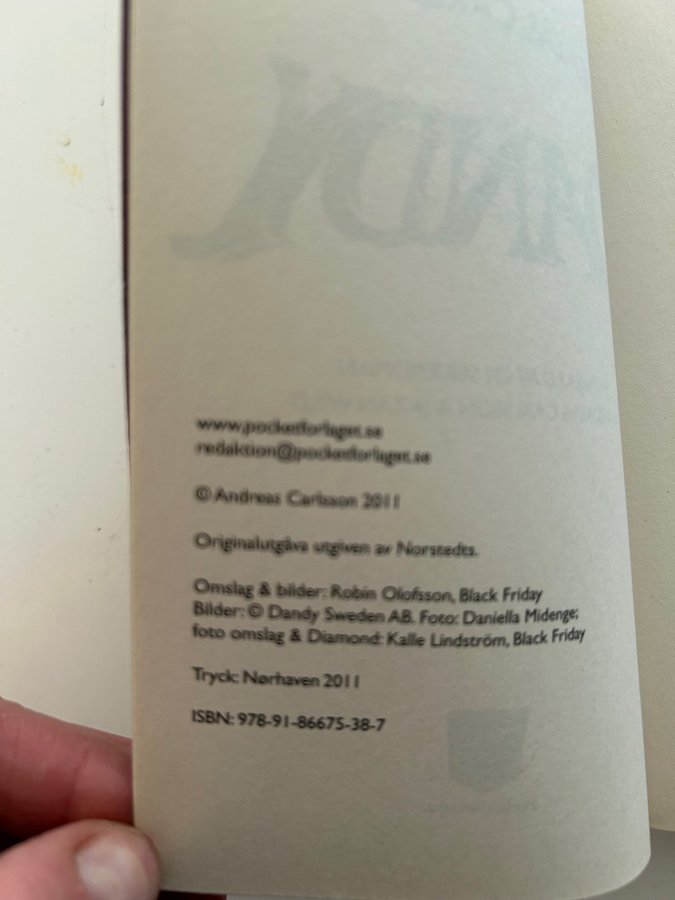 www.pocketforlaget.se
redaktion@pocketforlaget.se
© Andreas Carlsson 2011
Originalutgåva utgiven av Norstedts.
Omslag & bilder: Robin Olofsson, Black Friday
Bilder: © Dandy Sweden AB. Foto: Daniella Midenge;
foto omslag & Diamond: Kalle Lindström, Black Friday
Tryck: Nørhaven 2011
ISBN: 978-91-86675-38-7